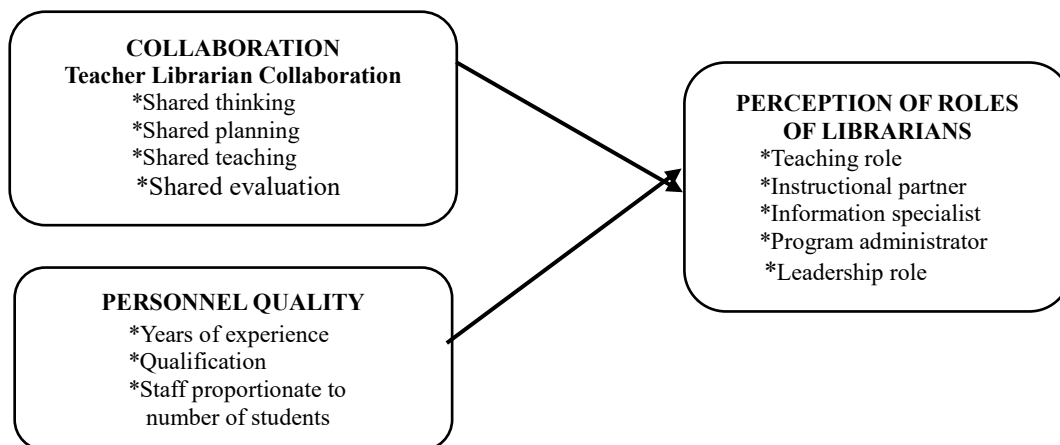 COLLABORATION
Teacher Librarian Collaboration
*Shared thinking
*Shared planning
*Shared teaching
*Shared evaluation
PERSONNEL QUALITY
*Years of experience
*Qualification
*Staff proportionate to
number of students
PERCEPTION OF ROLES
OF LIBRARIANS
*Teaching role
*Instructional partner
*Information specialist
*Program administrator
*Leadership role